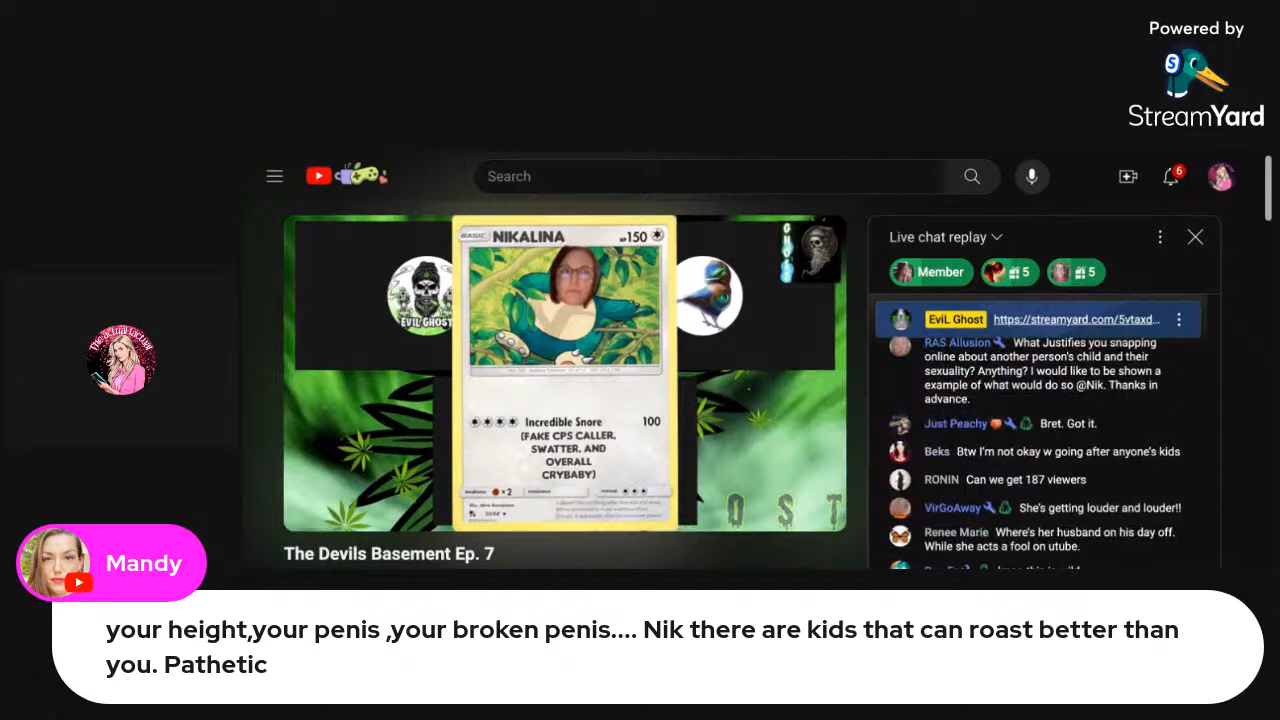 Powered by
StreamYard
Search
6
BASIC
NIKALINA
HP150
Incredible Snore 100
(FAKE CPS CALLER,
SWATTER, AND
OVERALL
CRYBABY)
×2
EVIL GHOST
GHOS
OST
The Devils Basement Ep. 7
Live chat replay
Member
5
5
EviL Ghost https://streamyard.com/5vtaxd...
RAS Allusion What Justifies you snapping
online about another person's child and their
sexuality? Anything? I would like to be shown a
example of what would do so @Nik. Thanks in
advance.
Just Peachy Bret. Got it.
Beks Btw I'm not okay w going after anyone's kids
RONIN Can we get 187 viewers
VirGoAway She's getting louder and louder!!
Renee Marie Where's her husband on his day off.
While she acts a fool on utube.
The actual factual
Mandy
your height,your penis ,your broken penis.... Nik there are kids that can roast better than
you. Pathetic